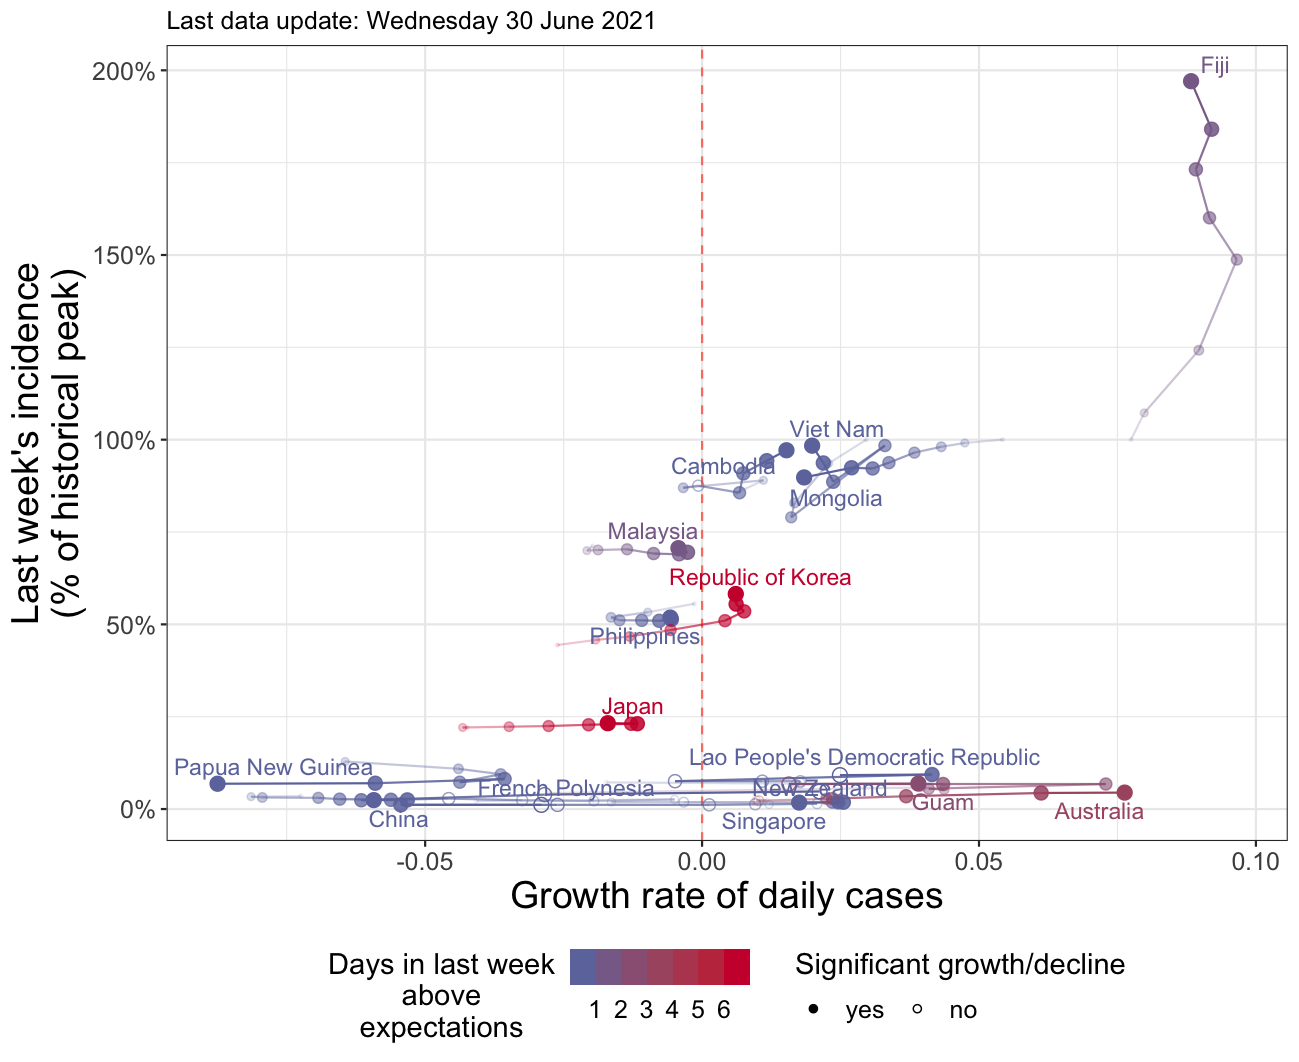 Last data update: Wednesday 30 June 2021
Last week's incidence
(% of historical peak)
200%
150%
100%
50%
0%
Fiji
Viet Nam
Cambodia
Mongolia
Malaysia
Republic of Korea
Philippines
Japan
Lao People's Democratic Republic
Papua New Guinea
French Polynesia
New Zealand
Guam
Australia
China
Singapore
-0.05
0.00
0.05
0.10
Growth rate of daily cases
Days in last week
above
expectations
1 2 3 4 5 6
Significant growth/decline
yes
no